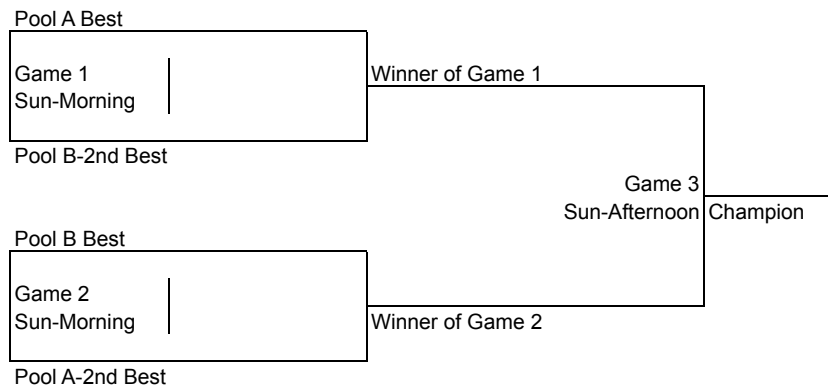 Pool A Best
Game 1
Sun-Morning
Winner of Game 1
Pool B-2nd Best
Game 3
Sun-Afternoon
Champion
Pool B Best
Game 2
Sun-Morning
Winner of Game 2
Pool A-2nd Best